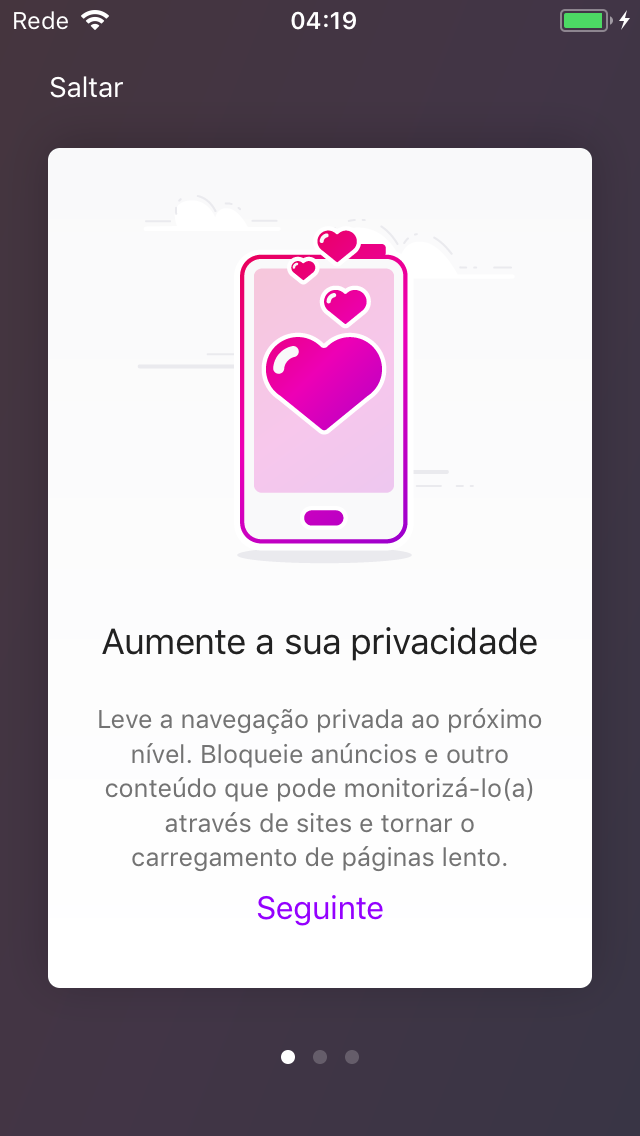 Rede 04:19
Saltar
Aumente a sua privacidade
Leve a navegação privada ao próximo
nível. Bloqueie anúncios e outro
conteúdo que pode monitorizá-lo(a)
através de sites e tornar o
carregamento de páginas lento.
Seguinte